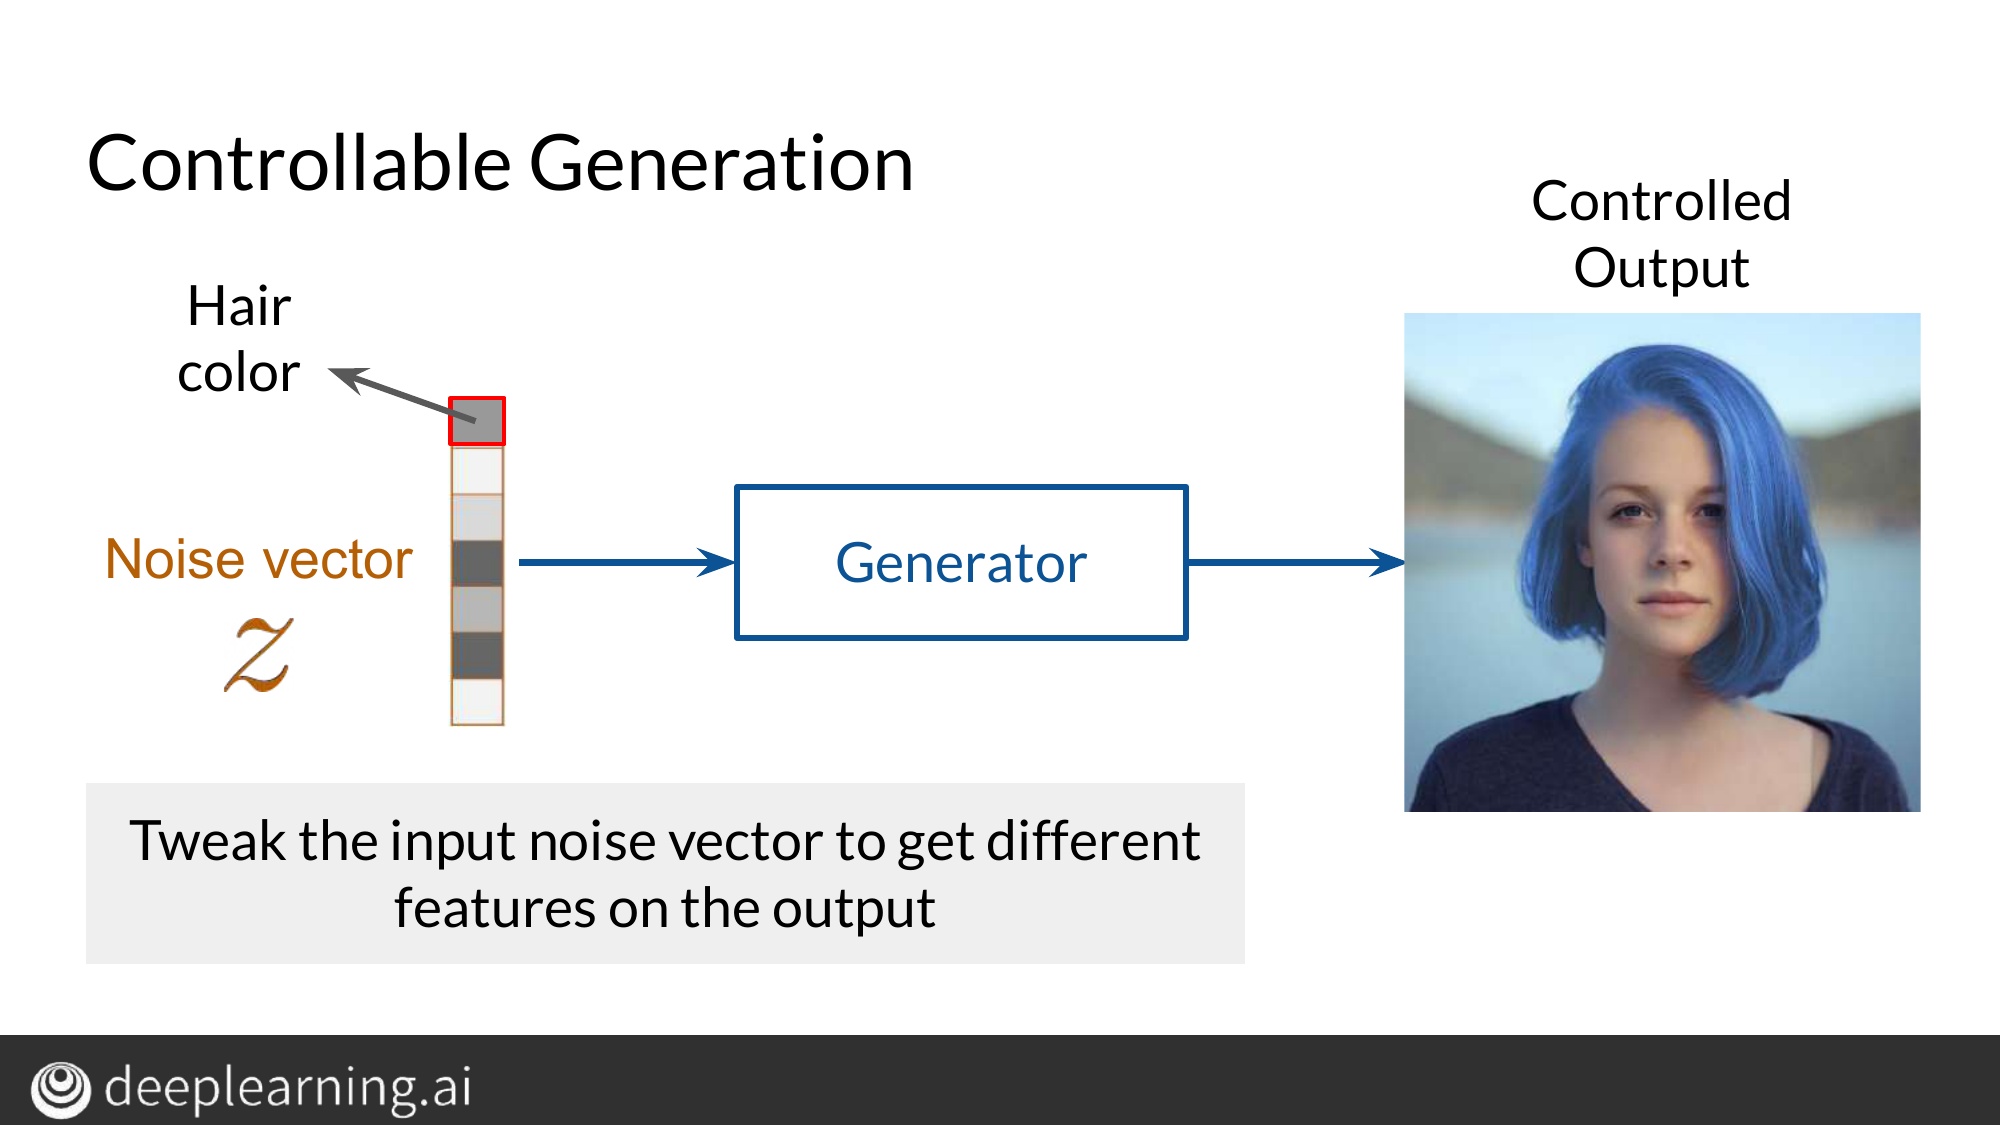 Controllable Generation
Controlled
Output
Hair
color
Noise vector
z
Generator
Tweak the input noise vector to get different
features on the output
deeplearning.ai